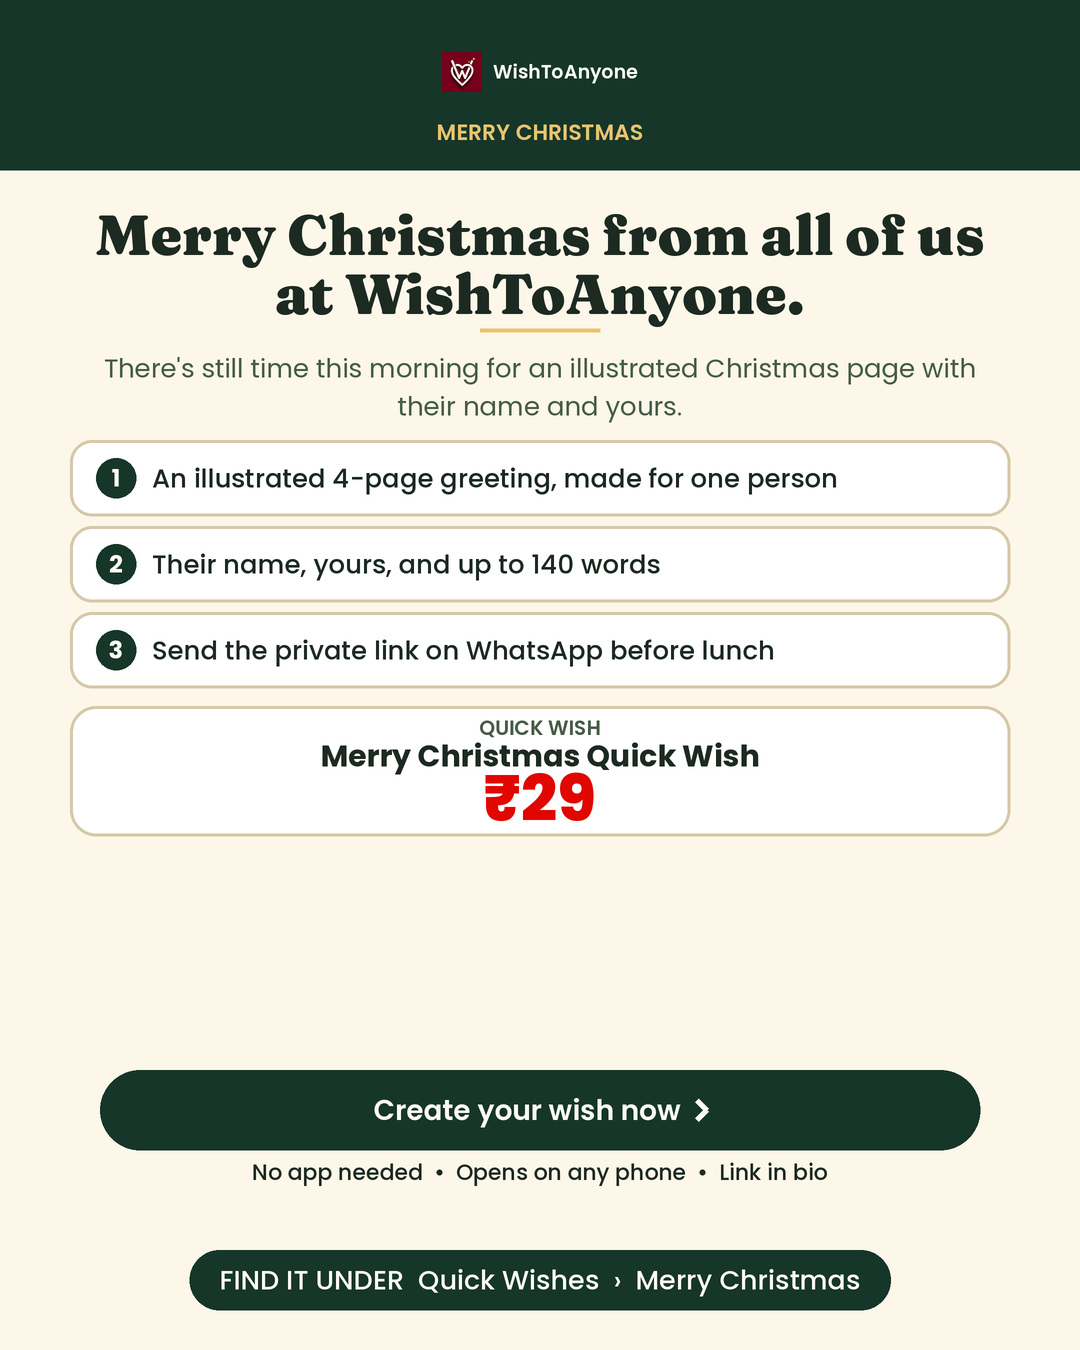 WishToAnyone
MERRY CHRISTMAS
Merry Christmas from all of us
at WishToAnyone.
There's still time this morning for an illustrated Christmas page with
their name and yours.
1 An illustrated 4-page greeting, made for one person
2 Their name, yours, and up to 140 words
3 Send the private link on WhatsApp before lunch
QUICK WISH
Merry Christmas Quick Wish
₹29
Create your wish now
No app needed • Opens on any phone • Link in bio
FIND IT UNDER Quick Wishes › Merry Christmas